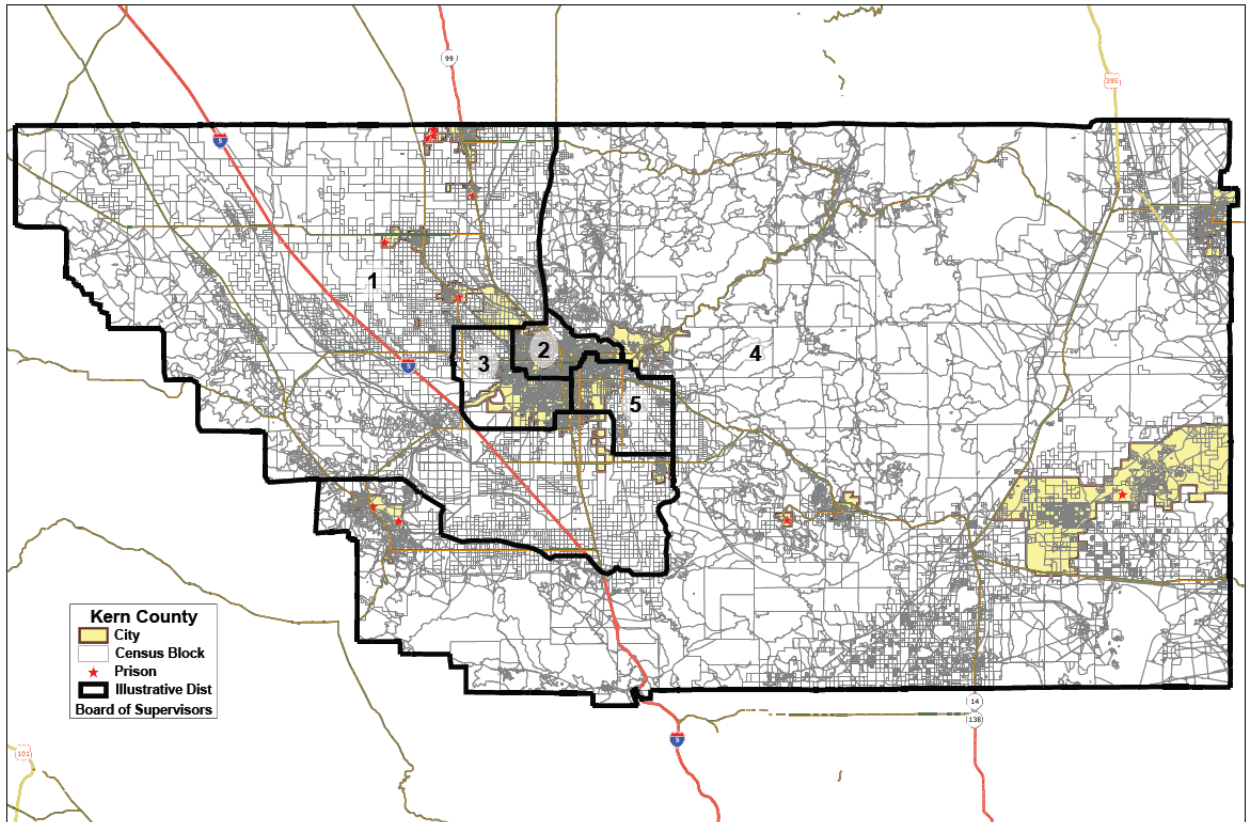 99
395
5
1
2
3
4
5
5
Kern County
City
Census Block
Prison
Illustrative Dist
Board of Supervisors
14
138
101
5